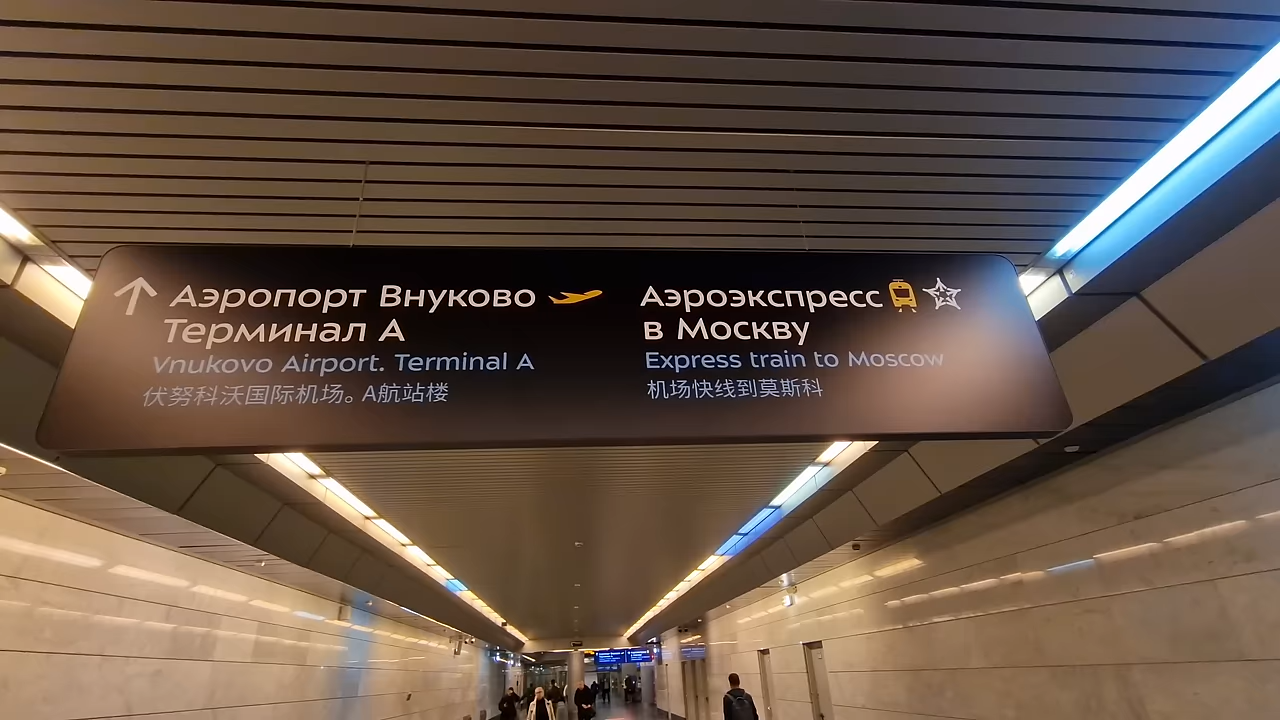 Аэропорт Внуково
Терминал А
Vnukovo Airport. Terminal A
伏努科沃国际机场。A航站楼
Аэроэкспресс
в Москву
Express train to Moscow
机场快线到莫斯科